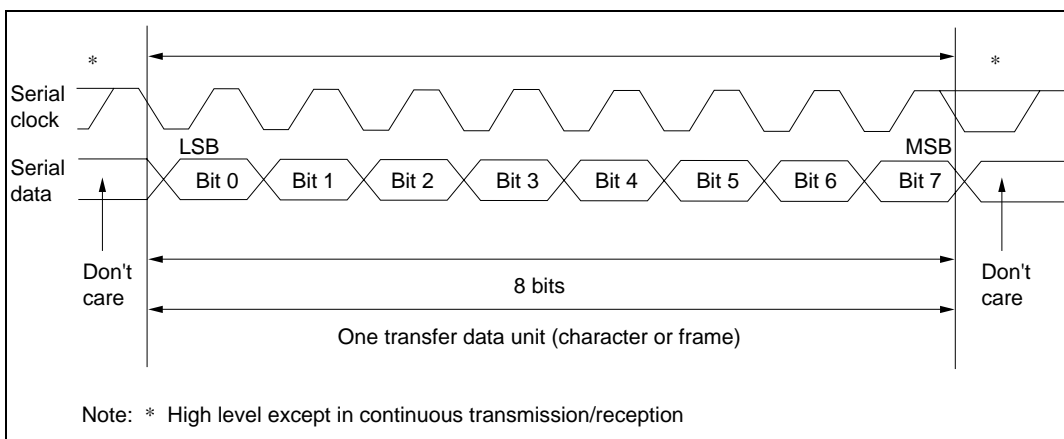 * *
Serial
clock
LSB MSB
Serial
data
Bit 0 Bit 1 Bit 2 Bit 3 Bit 4 Bit 5 Bit 6 Bit 7
Don't
care
Don't
care
8 bits
One transfer data unit (character or frame)
Note: * High level except in continuous transmission/reception